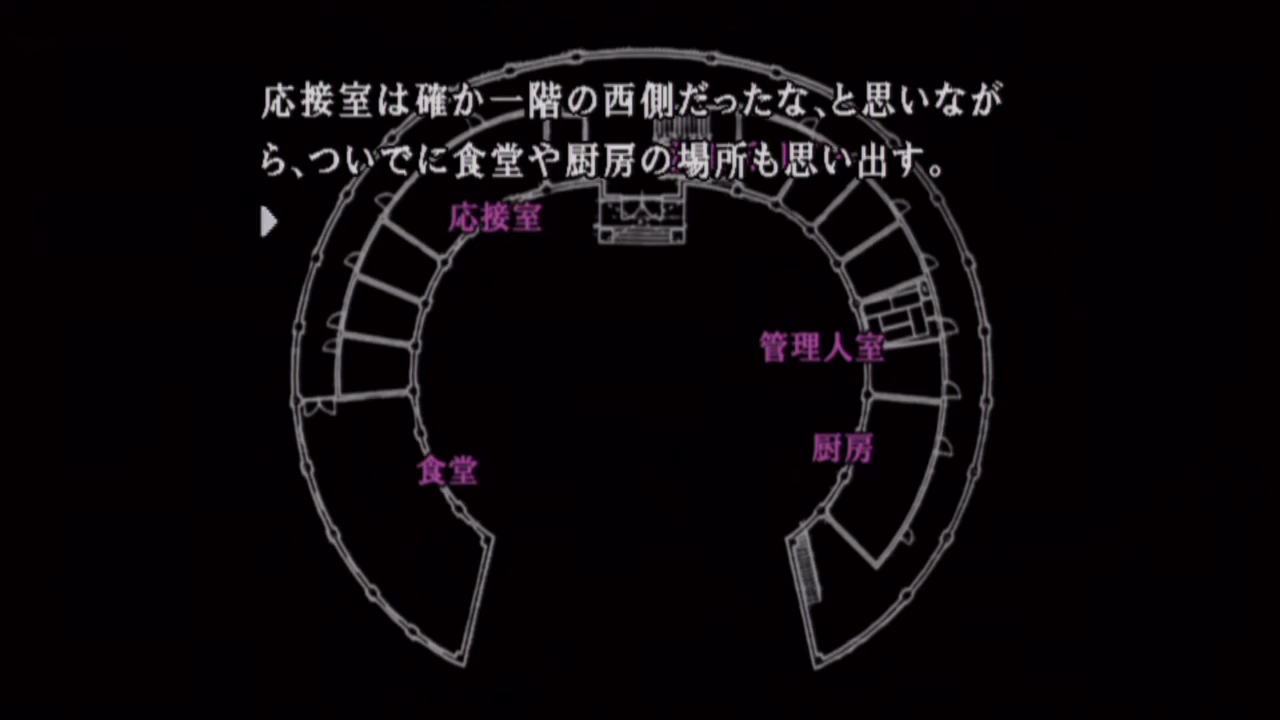 応接室は確か一階の西側だったな、と思いなが
ら、ついでに食堂や厨房の場所も思い出す。
応接室
管理人室
厨房
食堂